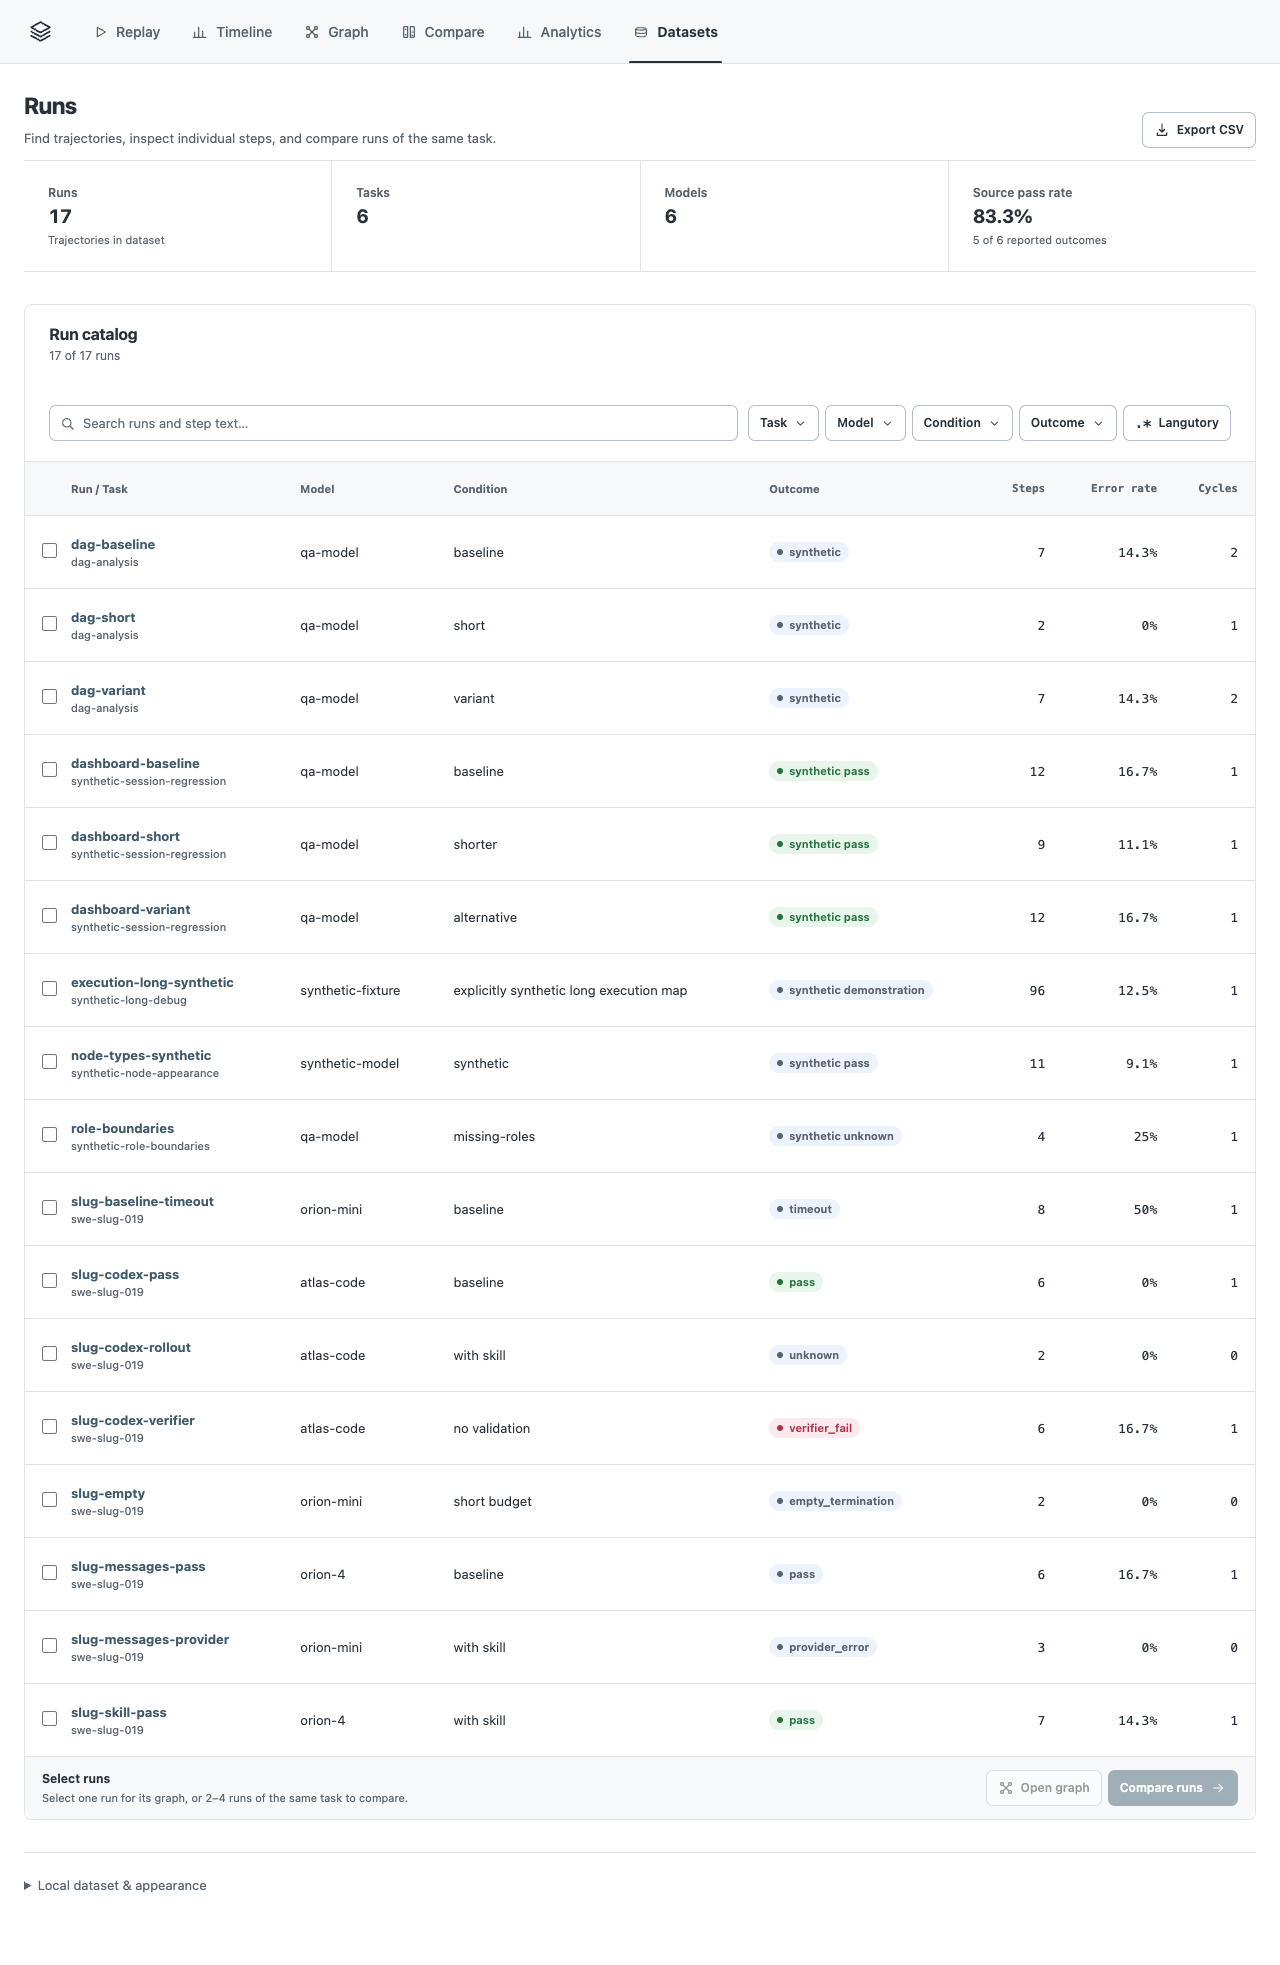 Replay Timeline Graph Compare Analytics Datasets
Runs
Find trajectories, inspect individual steps, and compare runs of the same task.
Export CSV
Runs
17
Trajectories in dataset
Tasks
6
Models
6
Source pass rate
83.3%
5 of 6 reported outcomes
Run catalog
17 of 17 runs
Search runs and step text...
Task Model Condition Outcome .* Langutory
Run / Task Model Condition Outcome Steps Error rate Cycles
dag-baseline
dag-analysis
qa-model baseline synthetic 7 14.3% 2
dag-short
dag-analysis
qa-model short synthetic 2 0% 1
dag-variant
dag-analysis
qa-model variant synthetic 7 14.3% 2
dashboard-baseline
synthetic-session-regression
qa-model baseline synthetic pass 12 16.7% 1
dashboard-short
synthetic-session-regression
qa-model shorter synthetic pass 9 11.1% 1
dashboard-variant
synthetic-session-regression
qa-model alternative synthetic pass 12 16.7% 1
execution-long-synthetic
synthetic-long-debug
synthetic-fixture explicitly synthetic long execution map synthetic demonstration 96 12.5% 1
node-types-synthetic
synthetic-node-appearance
synthetic-model synthetic synthetic pass 11 9.1% 1
role-boundaries
synthetic-role-boundaries
qa-model missing-roles synthetic unknown 4 25% 1
slug-baseline-timeout
swe-slug-019
orion-mini baseline timeout 8 50% 1
slug-codex-pass
swe-slug-019
atlas-code baseline pass 6 0% 1
slug-codex-rollout
swe-slug-019
atlas-code with skill unknown 2 0% 0
slug-codex-verifier
swe-slug-019
atlas-code no validation verifier_fail 6 16.7% 1
slug-empty
swe-slug-019
orion-mini short budget empty_termination 2 0% 0
slug-messages-pass
swe-slug-019
orion-4 baseline pass 6 16.7% 1
slug-messages-provider
swe-slug-019
orion-mini with skill provider_error 3 0% 0
slug-skill-pass
swe-slug-019
orion-4 with skill pass 7 14.3% 1
Select runs
Select one run for its graph, or 2–4 runs of the same task to compare.
Open graph Compare runs
Local dataset & appearance